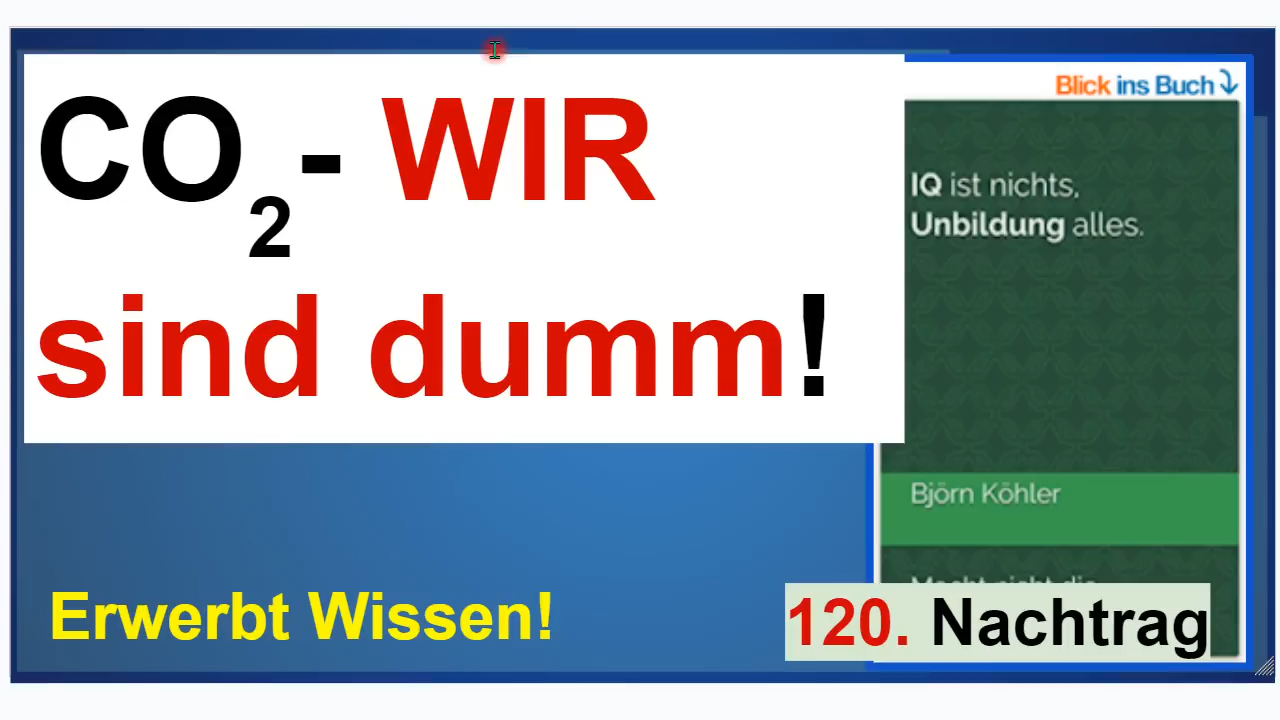 CO2- WIR
sind dumm!
Blick ins Buch
IQ ist nichts,
Unbildung alles.
Björn Köhler
Erwerbt Wissen!
120. Nachtrag